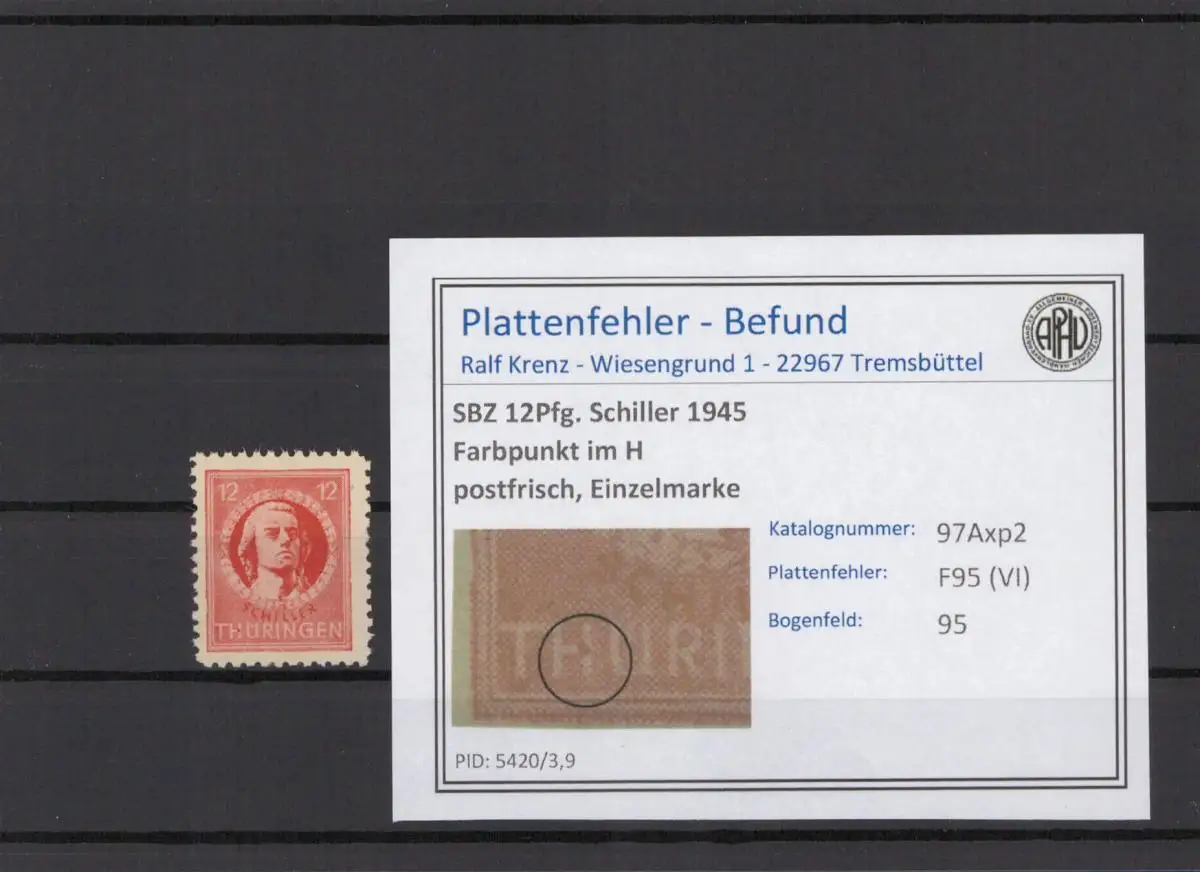 12 12
SCHILLER
THÜRINGEN
Plattenfehler - Befund
Ralf Krenz - Wiesengrund 1 - 22967 Tremsbüttel
APHV
SBZ 12Pfg. Schiller 1945
Farbpunkt im H
postfrisch, Einzelmarke
Katalognummer: 97Axp2
Plattenfehler: F95 (VI)
Bogenfeld: 95
THÜRI
PID: 5420/3,9